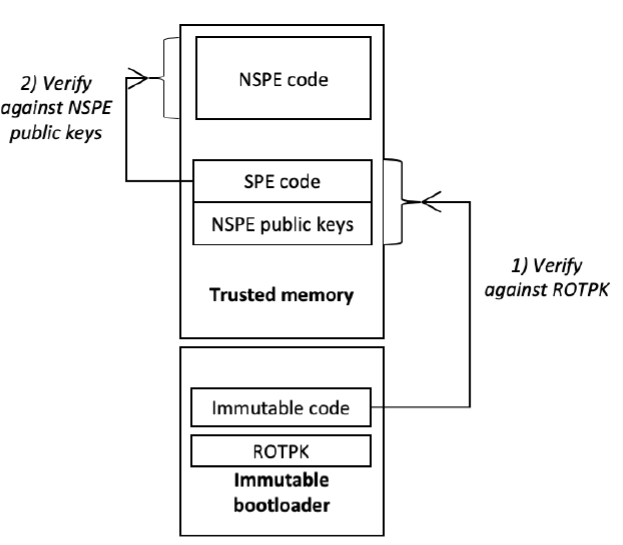 NSPE code
2) Verify
against NSPE
public keys
SPE code
NSPE public keys
Trusted memory
1) Verify
against ROTPK
Immutable code
ROTPK
Immutable
bootloader